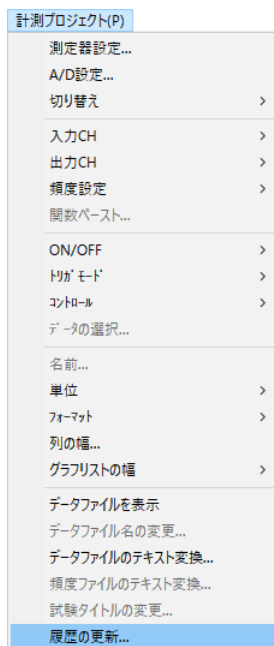 計測プロジェクト(P)
測定器設定...
A/D設定...
切り替え
入力CH
出力CH
頻度設定
関数ペースト...
ON/OFF
ﾄﾘｶﾞﾓｰﾄﾞ
ｺﾝﾄﾛｰﾙ
ﾃﾞｰﾀの選択...
名前...
単位
ﾌｫｰﾏｯﾄ
列の幅...
グラフリストの幅
データファイルを表示
データファイル名の変更...
データファイルのテキスト変換...
頻度ファイルのテキスト変換...
試験タイトルの変更...
履歴の更新...